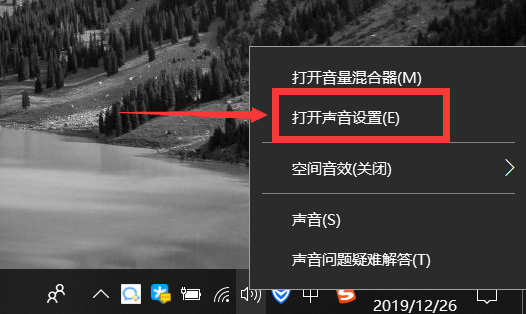 打开音量混合器(M)
打开声音设置(E)
空间音效(关闭)
声音(S)
声音问题疑难解答(T)
中
2019/12/26